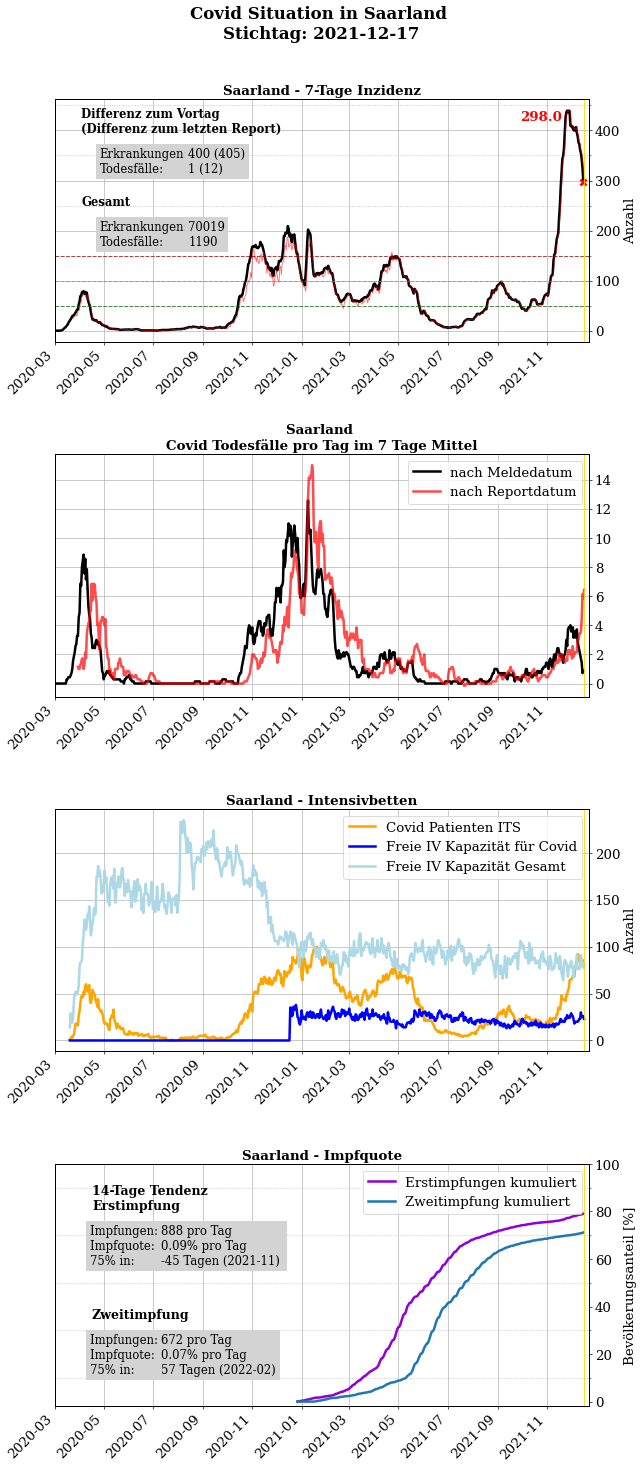 Covid Situation in Saarland
Stichtag: 2021-12-17
Saarland - 7-Tage Inzidenz
Differenz zum Vortag
(Differenz zum letzten Report)
Erkrankungen 400 (405)
Todesfälle: 1 (12)
Gesamt
Erkrankungen 70019
Todesfälle: 1190
298.0
400
300
200
100
0
Anzahl
2020-03
2020-05
2020-07
2020-09
2020-11
2021-01
2021-03
2021-05
2021-07
2021-09
2021-11
Saarland
Covid Todesfälle pro Tag im 7 Tage Mittel
nach Meldedatum
nach Reportdatum
14
12
10
8
6
4
2
0
2020-03
2020-05
2020-07
2020-09
2020-11
2021-01
2021-03
2021-05
2021-07
2021-09
2021-11
Saarland - Intensivbetten
Covid Patienten ITS
Freie IV Kapazität für Covid
Freie IV Kapazität Gesamt
200
150
100
50
0
Anzahl
2020-03
2020-05
2020-07
2020-09
2020-11
2021-01
2021-03
2021-05
2021-07
2021-09
2021-11
Saarland - Impfquote
14-Tage Tendenz
Erstimpfung
Impfungen: 888 pro Tag
Impfquote: 0.09% pro Tag
75% in: -45 Tagen (2021-11)
Zweitimpfung
Impfungen: 672 pro Tag
Impfquote: 0.07% pro Tag
75% in: 57 Tagen (2022-02)
Erstimpfungen kumuliert
Zweitimpfung kumuliert
100
80
60
40
20
0
Bevölkerungsanteil [%]
2020-03
2020-05
2020-07
2020-09
2020-11
2021-01
2021-03
2021-05
2021-07
2021-09
2021-11